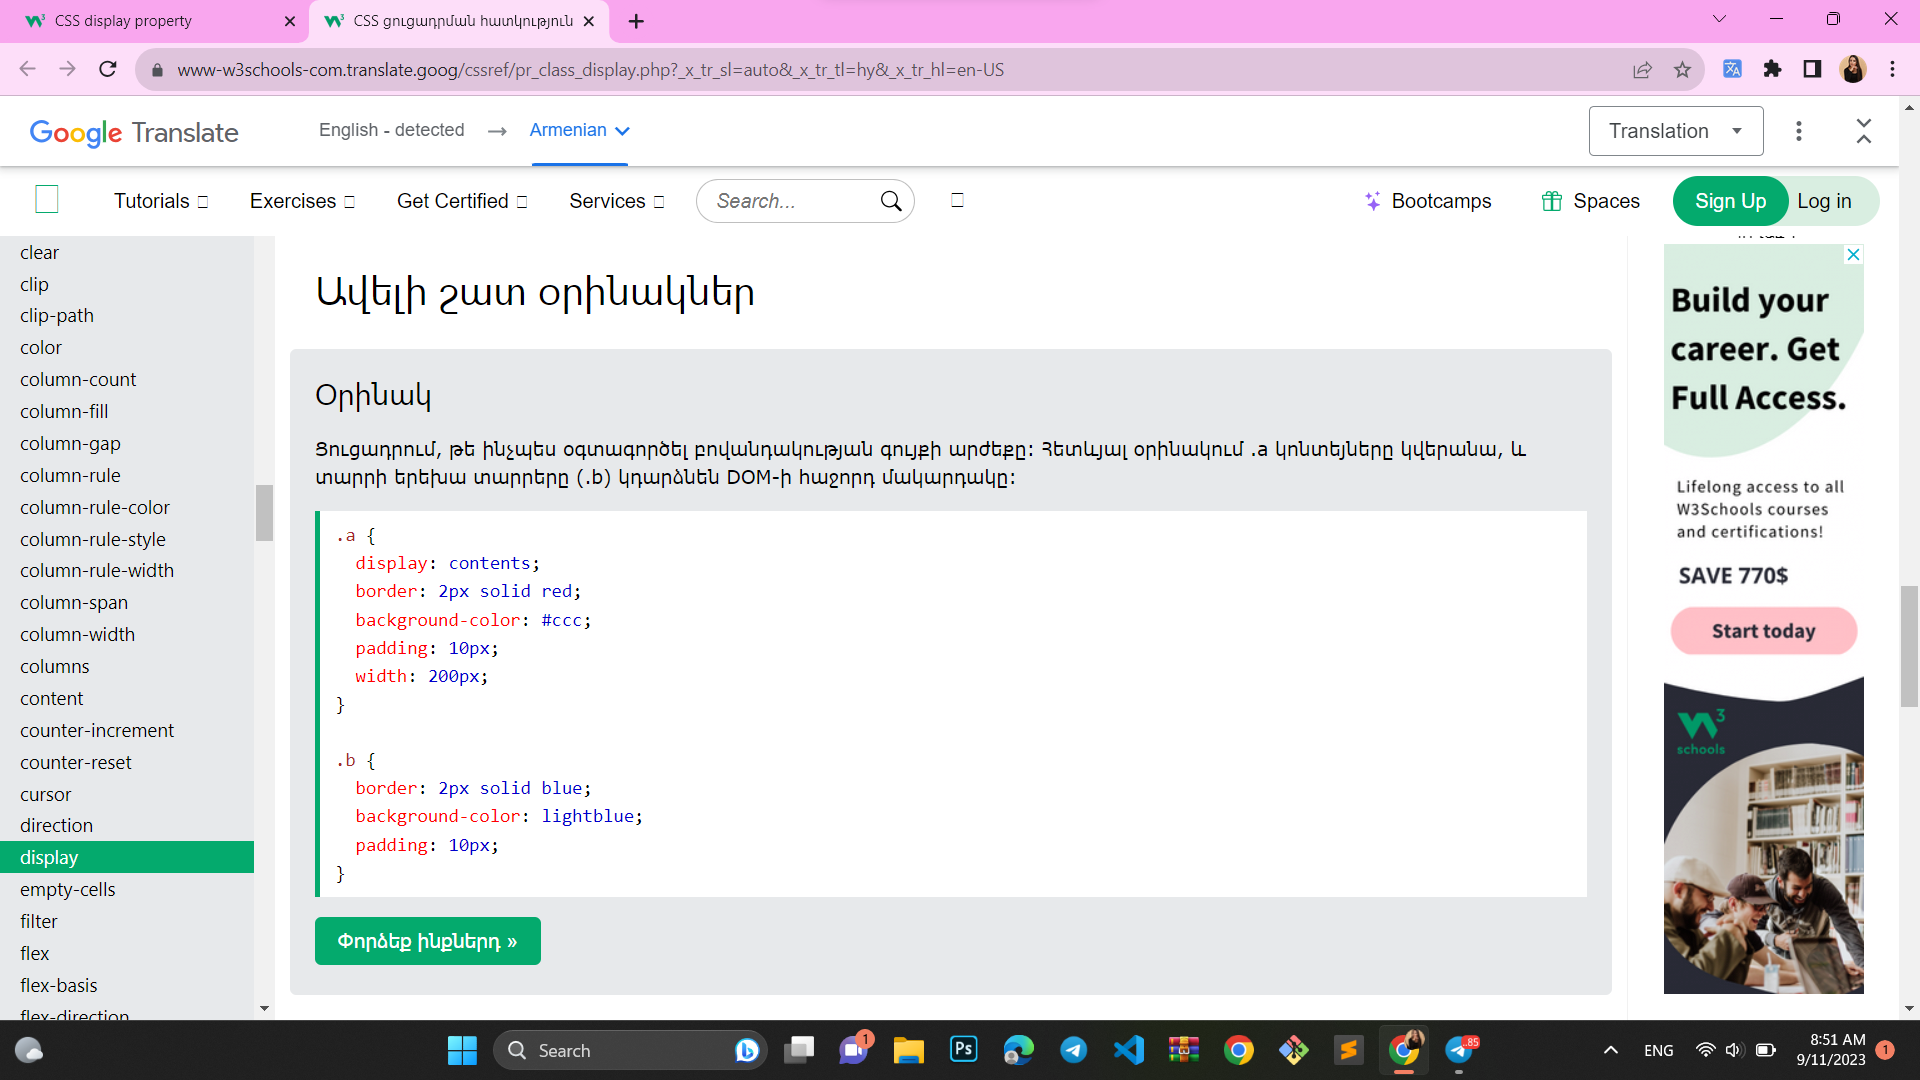 CSS display property
CSS ցուցադրման հատկություն
www-w3schools-com.translate.goog/cssref/pr_class_display.php?_x_tr_sl=auto&_x_tr_tl=hy&_x_tr_hl=en-US
Google Translate
English - detected → Armenian
Translation
Tutorials
Exercises
Get Certified
Services
Search...
Bootcamps
Spaces
Sign Up
Log in
clear
clip
clip-path
color
column-count
column-fill
column-gap
column-rule
column-rule-color
column-rule-style
column-rule-width
column-span
column-width
columns
content
counter-increment
counter-reset
cursor
direction
display
empty-cells
filter
flex
flex-basis
flex-direction
Ավելի շատ օրինակներ
Օրինակ
Ցուցադրում, թե ինչպես օգտագործել բովանդակության գույքի արժեքը: Հետևյալ օրինակում .a կոնտեյները կվերանա, և
տարրի երեխա տարրերը (.b) կդարձնեն DOM-ի հաջորդ մակարդակը:
.a {
display: contents;
border: 2px solid red;
background-color: #ccc;
padding: 10px;
width: 200px;
}
.b {
border: 2px solid blue;
background-color: lightblue;
padding: 10px;
}
Փորձեք ինքներդ »
Build your
career. Get
Full Access.
Lifelong access to all
W3Schools courses
and certifications!
SAVE 770$
Start today
W3
schools
Search
1
Ps
85
ENG
8:51 AM
9/11/2023
1